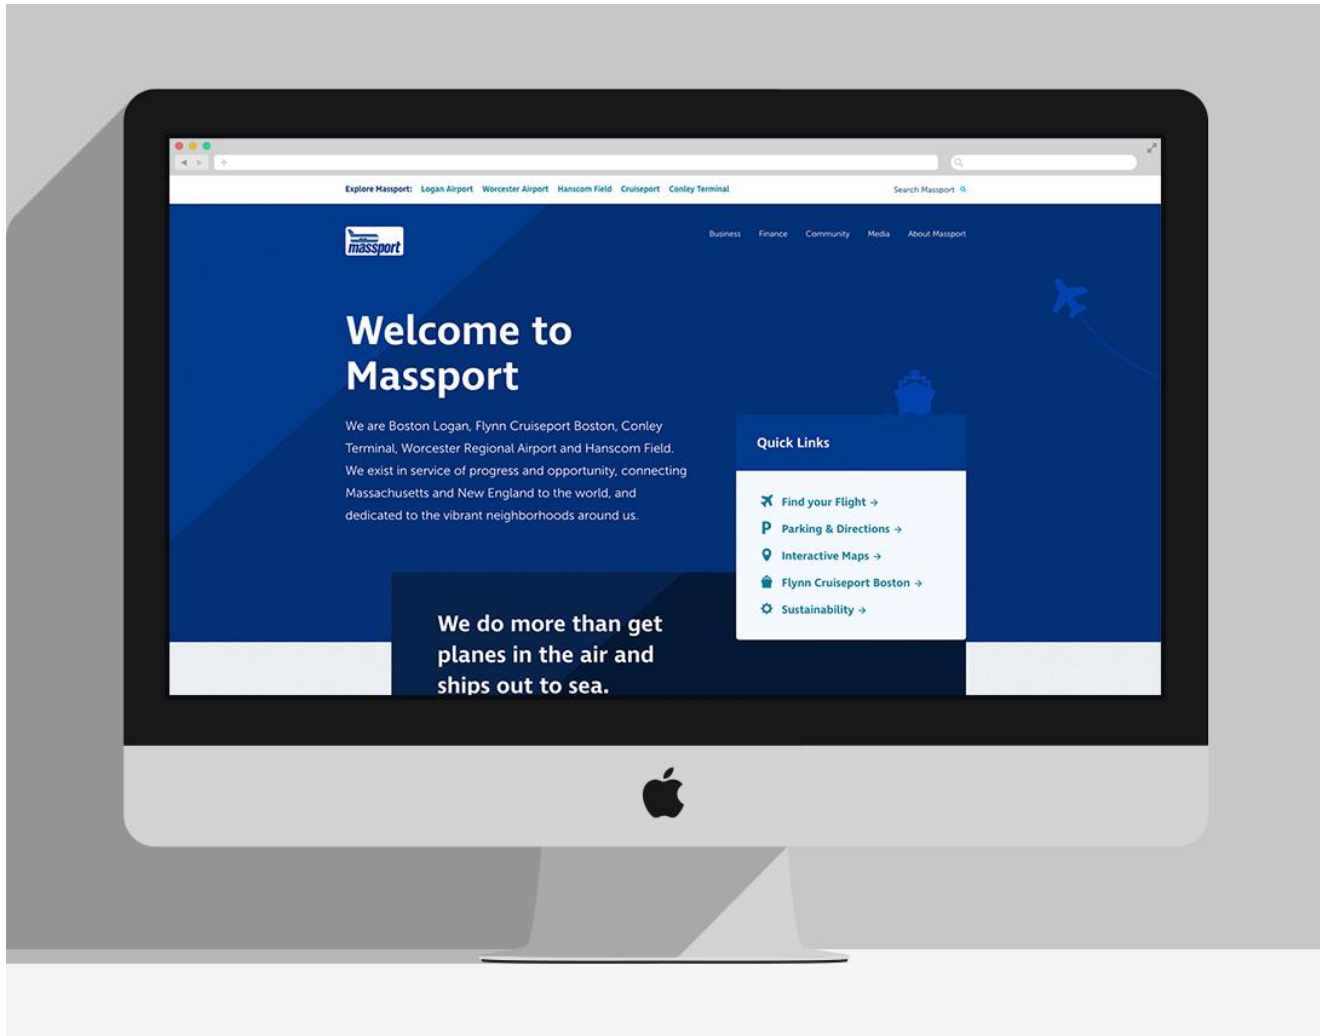 Explore Massport: Logan Airport Worcester Airport Hanscom Field Cruiseport Conley Terminal Search Massport
massport
Business Finance Community Media About Massport
Welcome to
Massport
We are Boston Logan, Flynn Cruiseport Boston, Conley
Terminal, Worcester Regional Airport and Hanscom Field.
We exist in service of progress and opportunity, connecting
Massachusetts and New England to the world, and
dedicated to the vibrant neighborhoods around us.
Quick Links
Find your Flight →
P Parking & Directions →
Interactive Maps →
Flynn Cruiseport Boston →
Sustainability →
We do more than get
planes in the air and
ships out to sea.